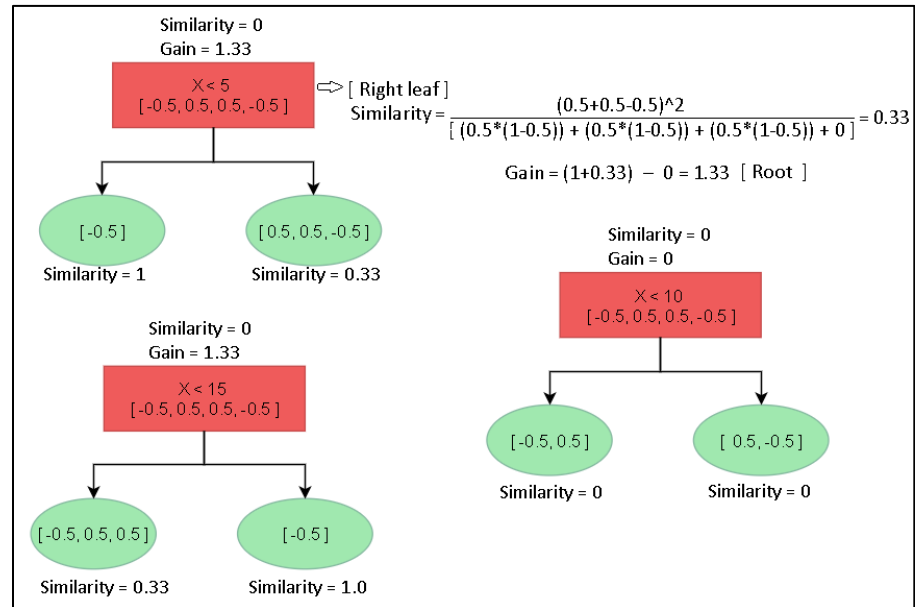 Similarity = 0
Gain = 1.33
X < 5
[ -0.5, 0.5, 0.5, -0.5 ]
[ Right leaf ]
Similarity = (0.5+0.5-0.5)^2
[ (0.5*(1-0.5)) + (0.5*(1-0.5)) + (0.5*(1-0.5)) + 0 ] = 0.33
Gain = (1+0.33) – 0 = 1.33 [ Root ]
[ -0.5 ]
[ 0.5, 0.5, -0.5 ]
Similarity = 1
Similarity = 0.33
Similarity = 0
Gain = 0
X < 10
[ -0.5, 0.5, 0.5, -0.5 ]
[ -0.5, 0.5 ]
[ 0.5, -0.5 ]
Similarity = 0
Similarity = 0
Similarity = 0
Gain = 1.33
X < 15
[ -0.5, 0.5, 0.5, -0.5 ]
[ -0.5, 0.5, 0.5 ]
[ -0.5 ]
Similarity = 0.33
Similarity = 1.0